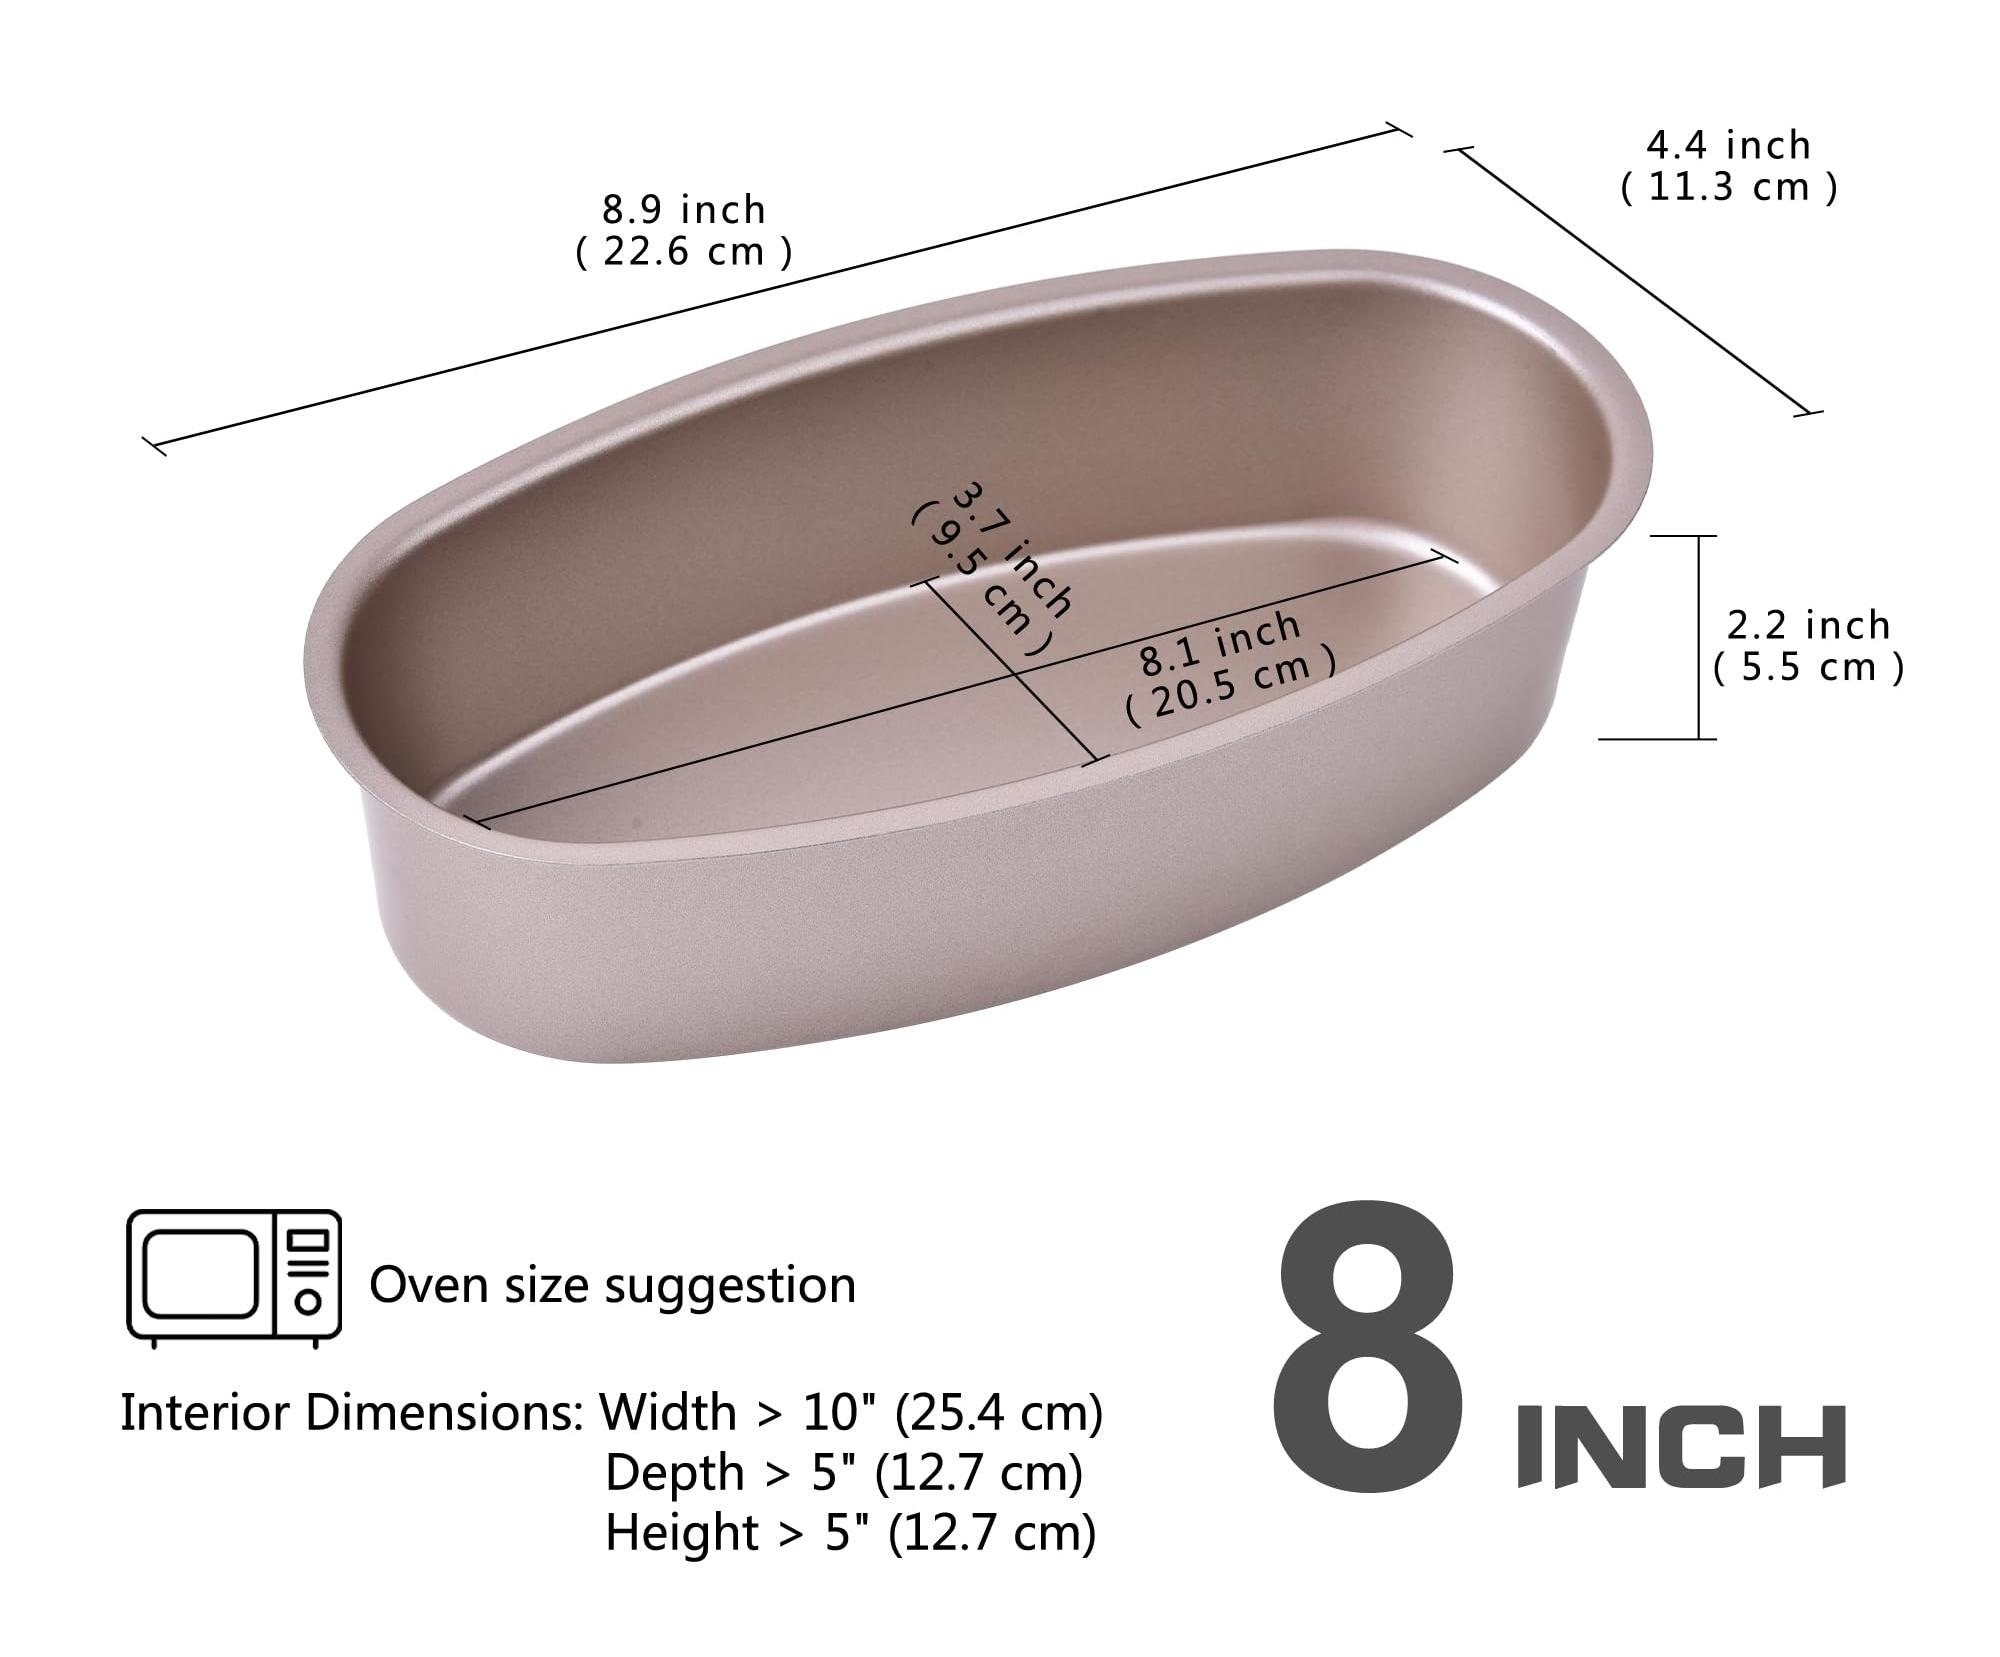 4.4 inch
( 11.3 cm )
8.9 inch
( 22.6 cm )
3.7 inch
( 9.5 cm )
8.1 inch
( 20.5 cm )
2.2 inch
( 5.5 cm )
Oven size suggestion
Interior Dimensions: Width > 10" (25.4 cm)
Depth > 5" (12.7 cm)
Height > 5" (12.7 cm)
8 INCH